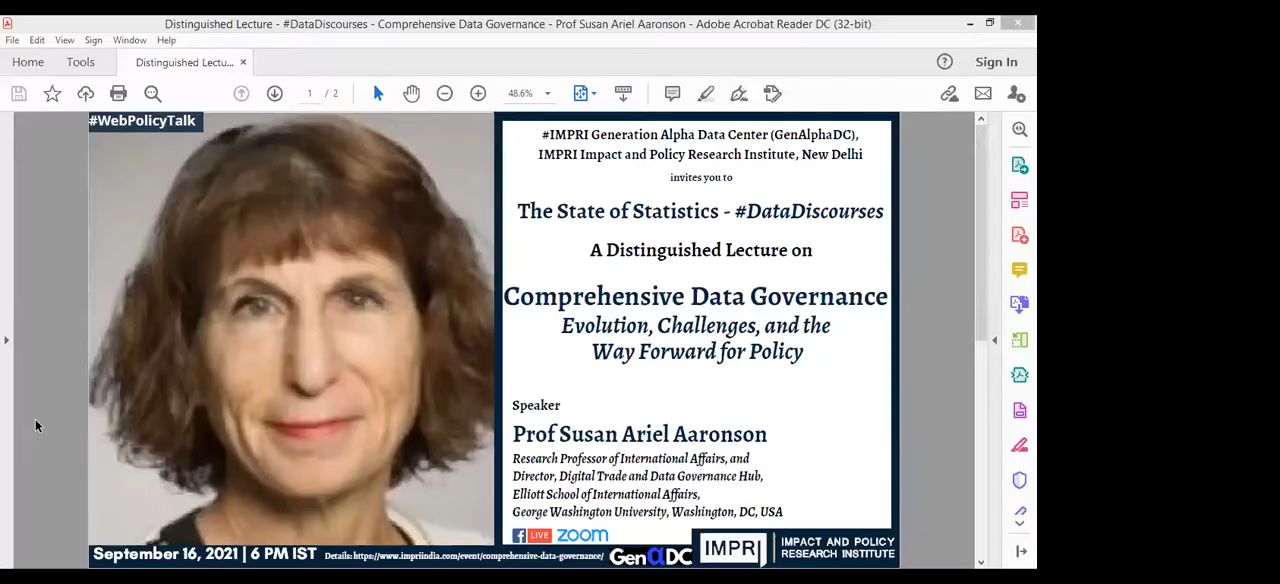 Distinguished Lecture - #DataDiscourses - Comprehensive Data Governance - Prof Susan Ariel Aaronson - Adobe Acrobat Reader DC (32-bit)
File Edit View Sign Window Help
Home Tools Distinguished Lectu... × Sign In
1 / 2 48.6%
#WebPolicyTalk
#IMPRI Generation Alpha Data Center (GenAlphaDC),
IMPRI Impact and Policy Research Institute, New Delhi
invites you to
The State of Statistics - #DataDiscourses
A Distinguished Lecture on
Comprehensive Data Governance
Evolution, Challenges, and the
Way Forward for Policy
Speaker
Prof Susan Ariel Aaronson
Research Professor of International Affairs, and
Director, Digital Trade and Data Governance Hub,
Elliott School of International Affairs,
George Washington University, Washington, DC, USA
f LIVE zoom
September 16, 2021 | 6 PM IST Details: https://www.impriindia.com/event/comprehensive-data-governance/
GenαDC
IMPRI
IMPACT AND POLICY
RESEARCH INSTITUTE